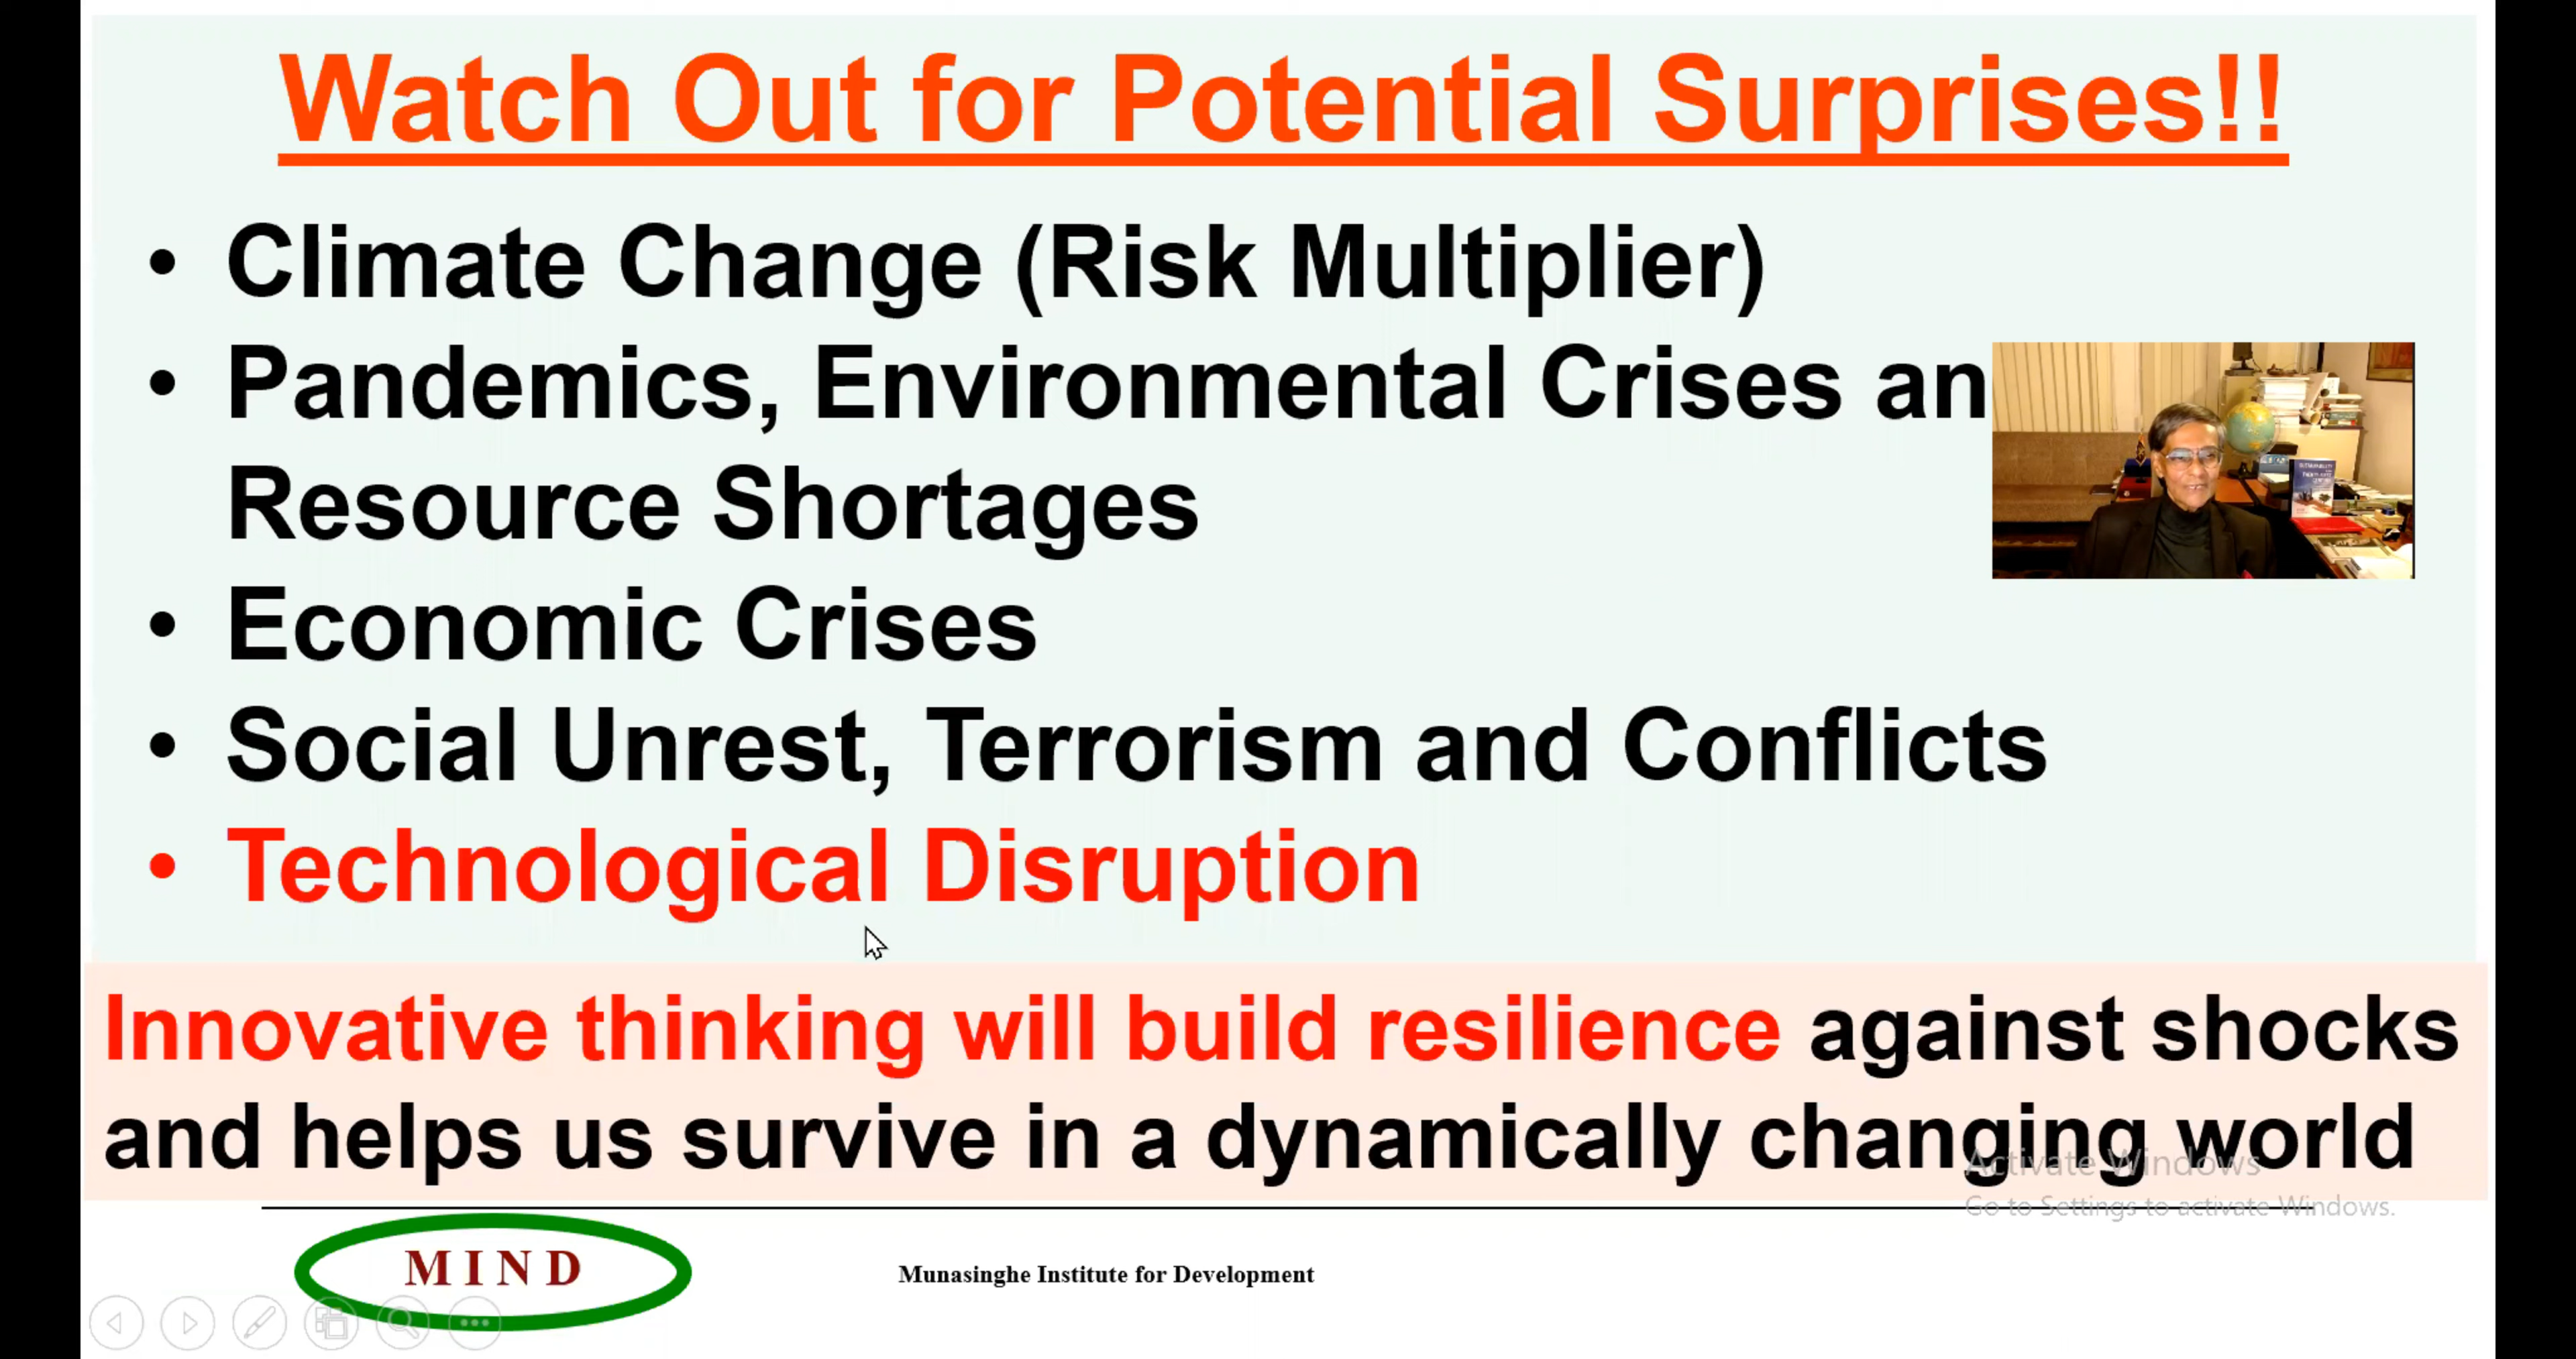 Watch Out for Potential Surprises!!
• Climate Change (Risk Multiplier)
• Pandemics, Environmental Crises an
Resource Shortages
• Economic Crises
• Social Unrest, Terrorism and Conflicts
• Technological Disruption
Innovative thinking will build resilience against shocks
and helps us survive in a dynamically changing world
Activate Windows
Go to Settings to activate Windows.
MIND
Munasinghe Institute for Development